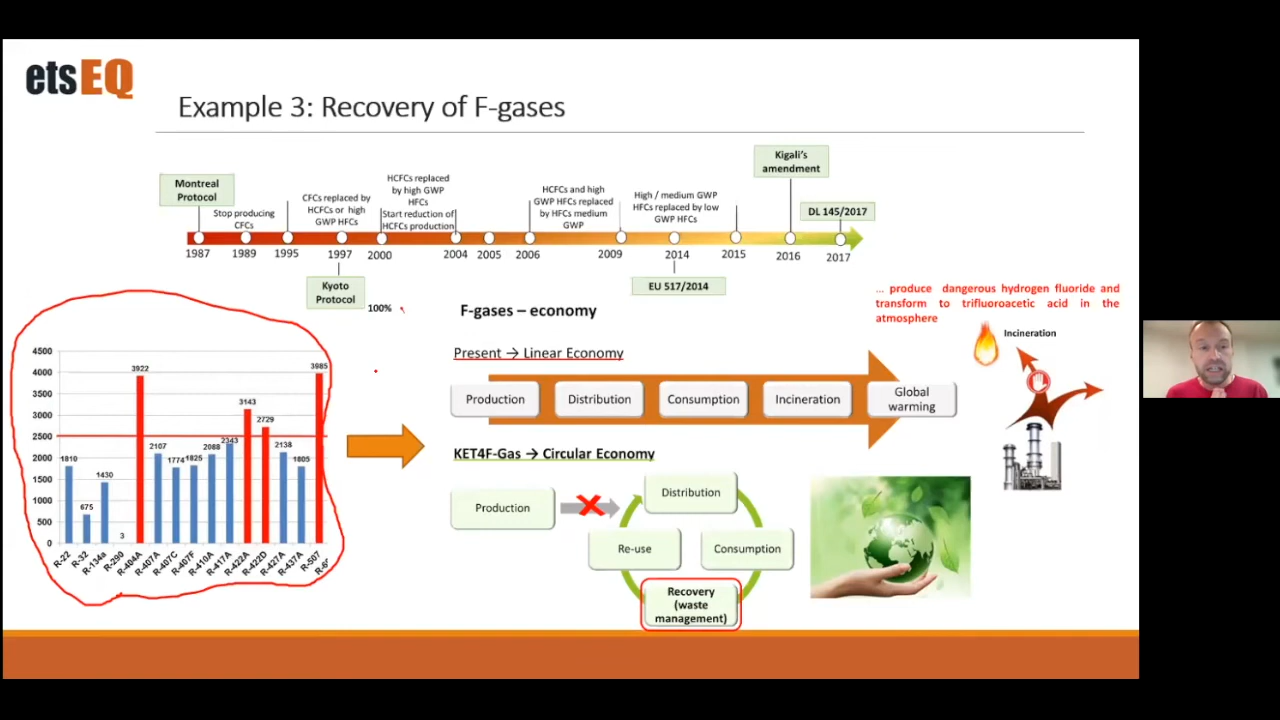 etsEQ
Example 3: Recovery of F-gases
Montreal
Protocol
Stop producing
CFCs
CFCs replaced by
HCFCs or high
GWP HFCs
HCFCs replaced
by high GWP
HFCs
Start reduction of
HCFCs production
HCFCs and high
GWP HFCs replaced
by HFCs medium
GWP
High / medium GWP
HFCs replaced by low
GWP HFCs
Kigali's
amendment
DL 145/2017
1987 1989 1995 1997 2000 2004 2005 2006 2009 2014 2015 2016 2017
Kyoto
Protocol
EU 517/2014
100%
F-gases – economy
... produce dangerous hydrogen fluoride and
transform to trifluoroacetic acid in the
atmosphere
Incineration
Present → Linear Economy
Production
Distribution
Consumption
Incineration
Global
warming
KET4F-Gas → Circular Economy
Production
Distribution
Re-use
Consumption
Recovery
(waste
management)
4500
4000
3500
3000
2500
2000
1500
1000
500
0
1810
675
1430
3
3922
2107
1774
1825
2088
2343
3143
2729
2138
1805
3985
R-22
R-32
R-134a
R-290
R-404A
R-407A
R-407C
R-407F
R-410A
R-417A
R-422A
R-422D
R-427A
R-437A
R-507